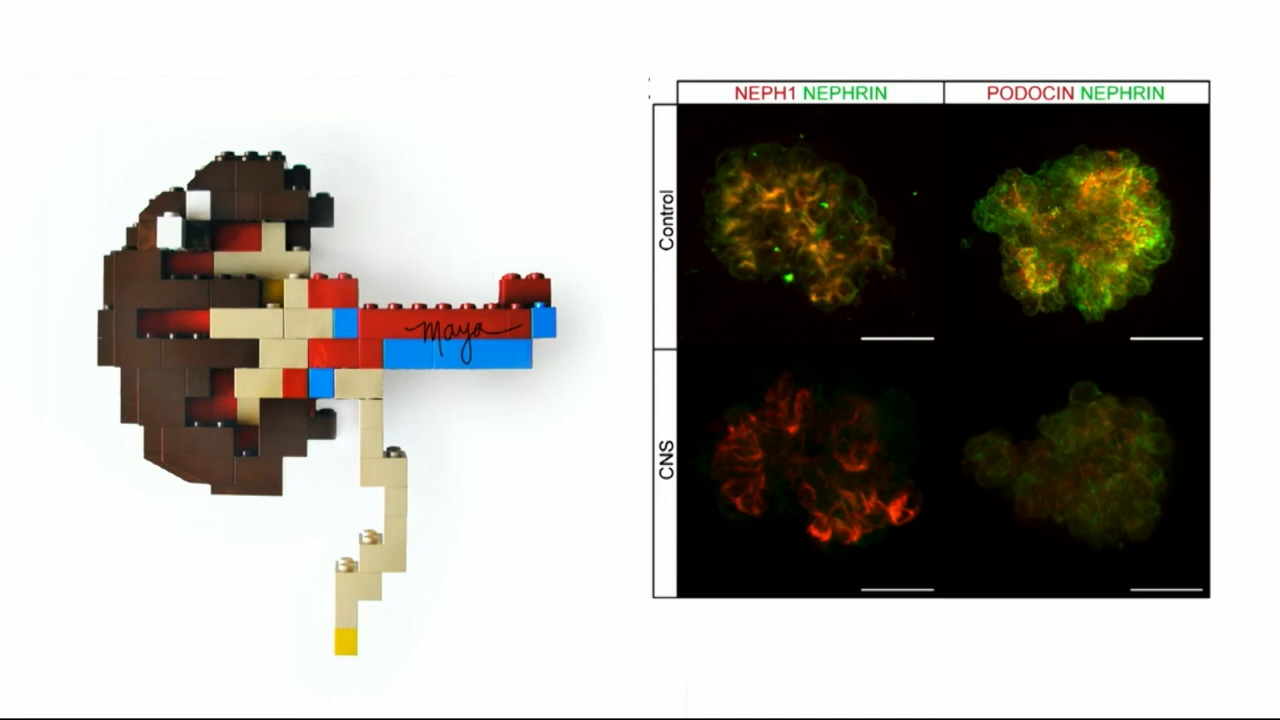 maya
NEPH1 NEPHRIN
PODOCIN NEPHRIN
Control
CNS